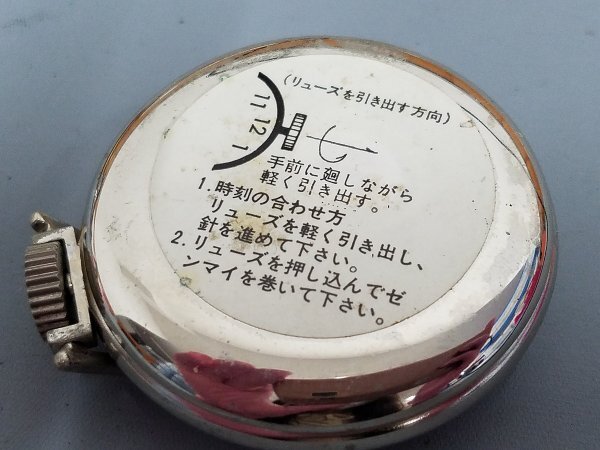 (リューズを引き出す方向)
11
12
1
手前に廻しながら
軽く引き出す。
1.時刻の合わせ方
リューズを軽く引き出し、
針を進めて下さい。
2.リューズを押し込んでゼ
ンマイを巻いて下さい。